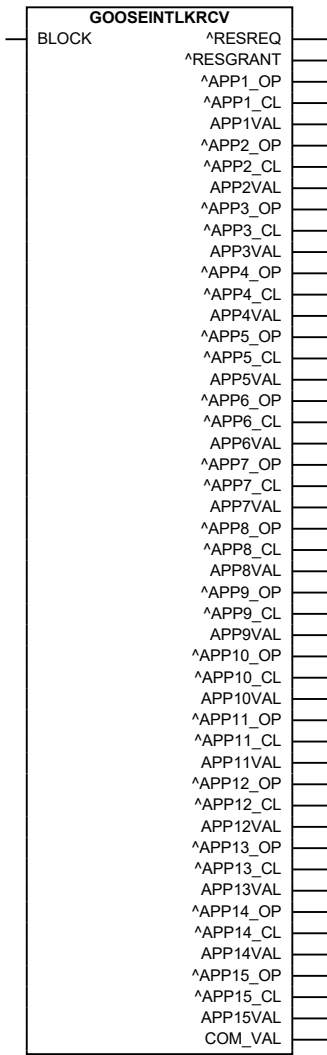 GOOSEINTLKRCV
BLOCK ^RESREQ
^RESGRANT
^APP1_OP
^APP1_CL
APP1VAL
^APP2_OP
^APP2_CL
APP2VAL
^APP3_OP
^APP3_CL
APP3VAL
^APP4_OP
^APP4_CL
APP4VAL
^APP5_OP
^APP5_CL
APP5VAL
^APP6_OP
^APP6_CL
APP6VAL
^APP7_OP
^APP7_CL
APP7VAL
^APP8_OP
^APP8_CL
APP8VAL
^APP9_OP
^APP9_CL
APP9VAL
^APP10_OP
^APP10_CL
APP10VAL
^APP11_OP
^APP11_CL
APP11VAL
^APP12_OP
^APP12_CL
APP12VAL
^APP13_OP
^APP13_CL
APP13VAL
^APP14_OP
^APP14_CL
APP14VAL
^APP15_OP
^APP15_CL
APP15VAL
COM_VAL